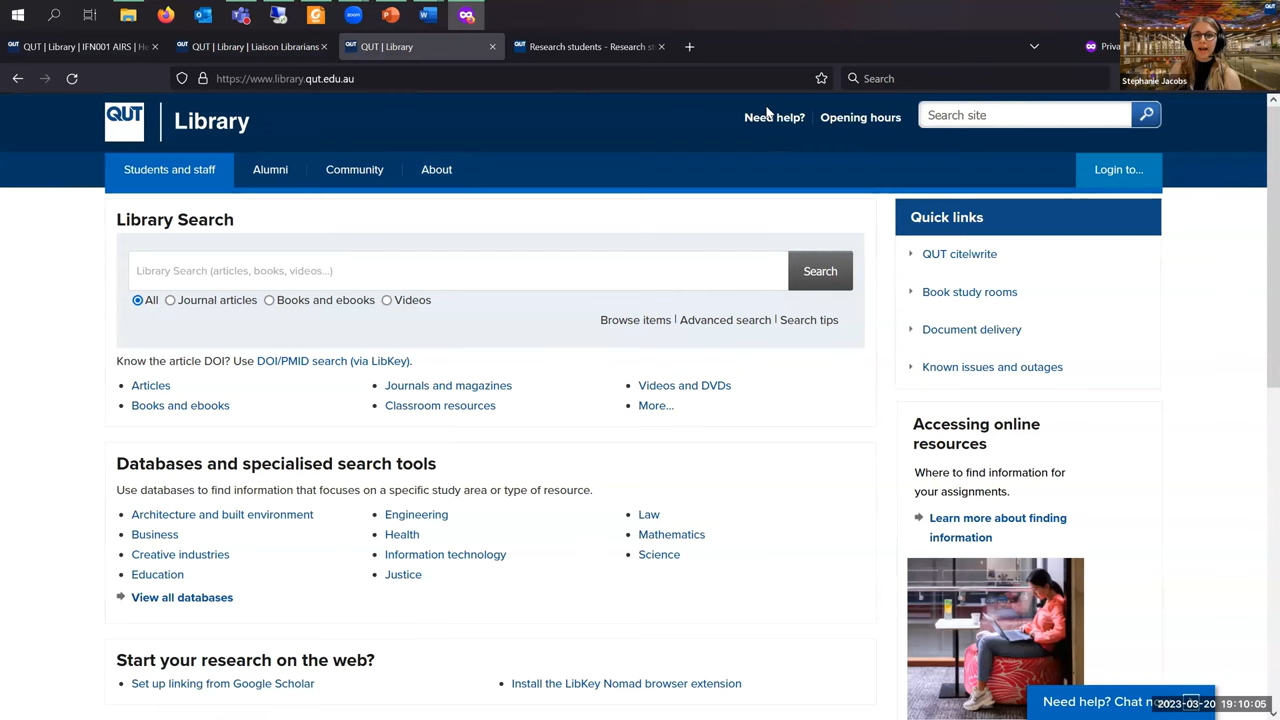 QUT | Library | IFN001 AIRS | He
QUT | Library | Liaison Librarians
QUT | Library
Research students - Research st
Priva
QUT
https://www.library.qut.edu.au
Search
Stephanie Jacobs
QUT
Library
Need help?
Opening hours
Search site
Students and staff
Alumni
Community
About
Login to...
Library Search
Library Search (articles, books, videos...)
Search
All Journal articles Books and ebooks Videos
Browse items | Advanced search | Search tips
Know the article DOI? Use DOI/PMID search (via LibKey).
Articles
Journals and magazines
Videos and DVDs
Books and ebooks
Classroom resources
More...
Databases and specialised search tools
Use databases to find information that focuses on a specific study area or type of resource.
Architecture and built environment
Engineering
Law
Business
Health
Mathematics
Creative industries
Information technology
Science
Education
Justice
View all databases
Start your research on the web?
Set up linking from Google Scholar
Install the LibKey Nomad browser extension
Quick links
QUT cite|write
Book study rooms
Document delivery
Known issues and outages
Accessing online
resources
Where to find information for
your assignments.
Learn more about finding
information
Need help? Chat n
2023-03-20 19:10:05